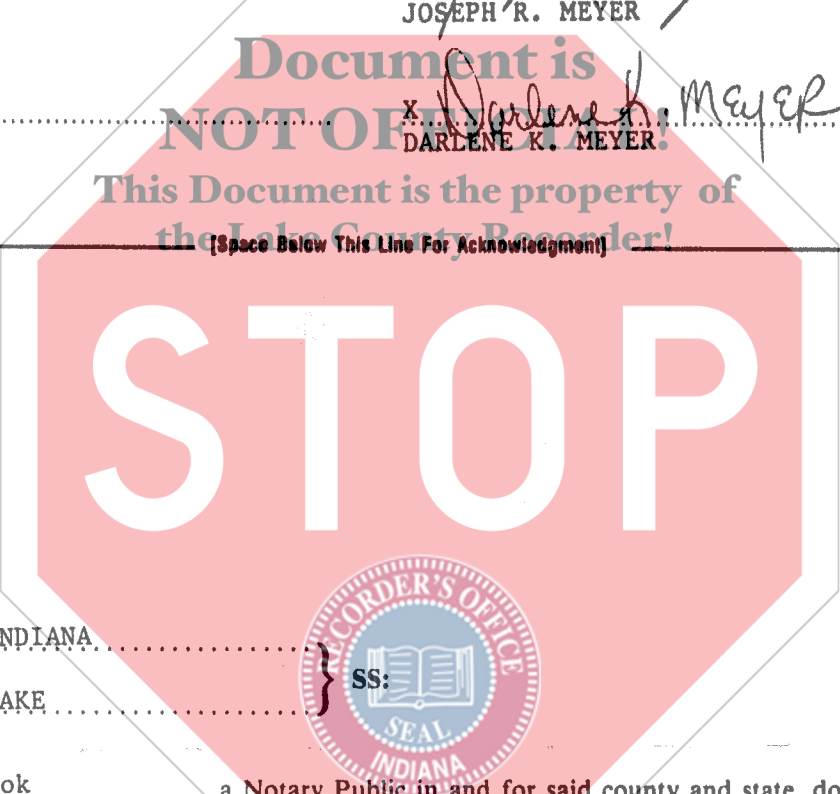 JOSEPH R. MEYER
Document is
NOT OFFICIAL!
X Darlene K. MEYER
DARLENE K. MEYER
This Document is the property of
the Lake County Recorder!
[Space Below This Line For Acknowledgment]
STOP
RECORDER'S OFFICE
NDIANA
AKE
} SS:
SEAL
INDIANA
ok a Notary Public in and for said county and state, do